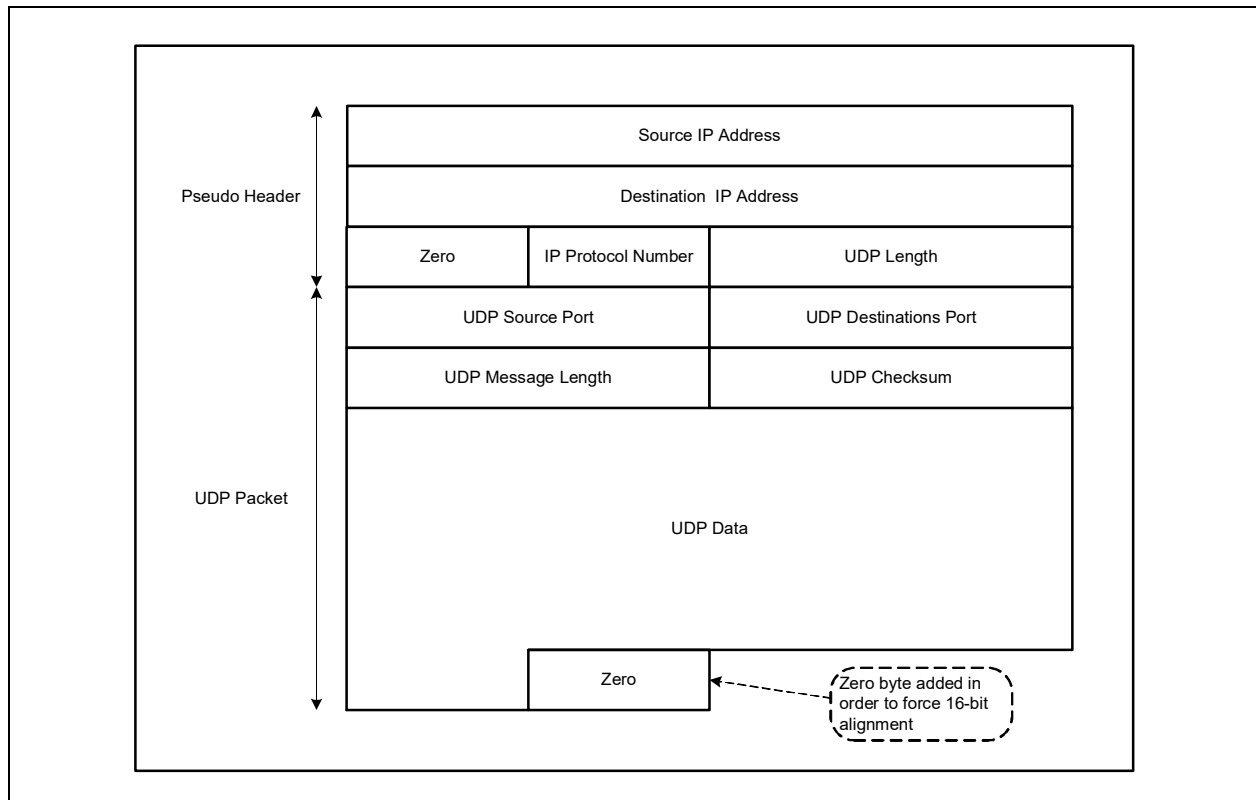 Source IP Address
Pseudo Header
Destination IP Address
Zero
IP Protocol Number
UDP Length
UDP Source Port
UDP Destinations Port
UDP Message Length
UDP Checksum
UDP Packet
UDP Data
Zero
Zero byte added in
order to force 16-bit
alignment